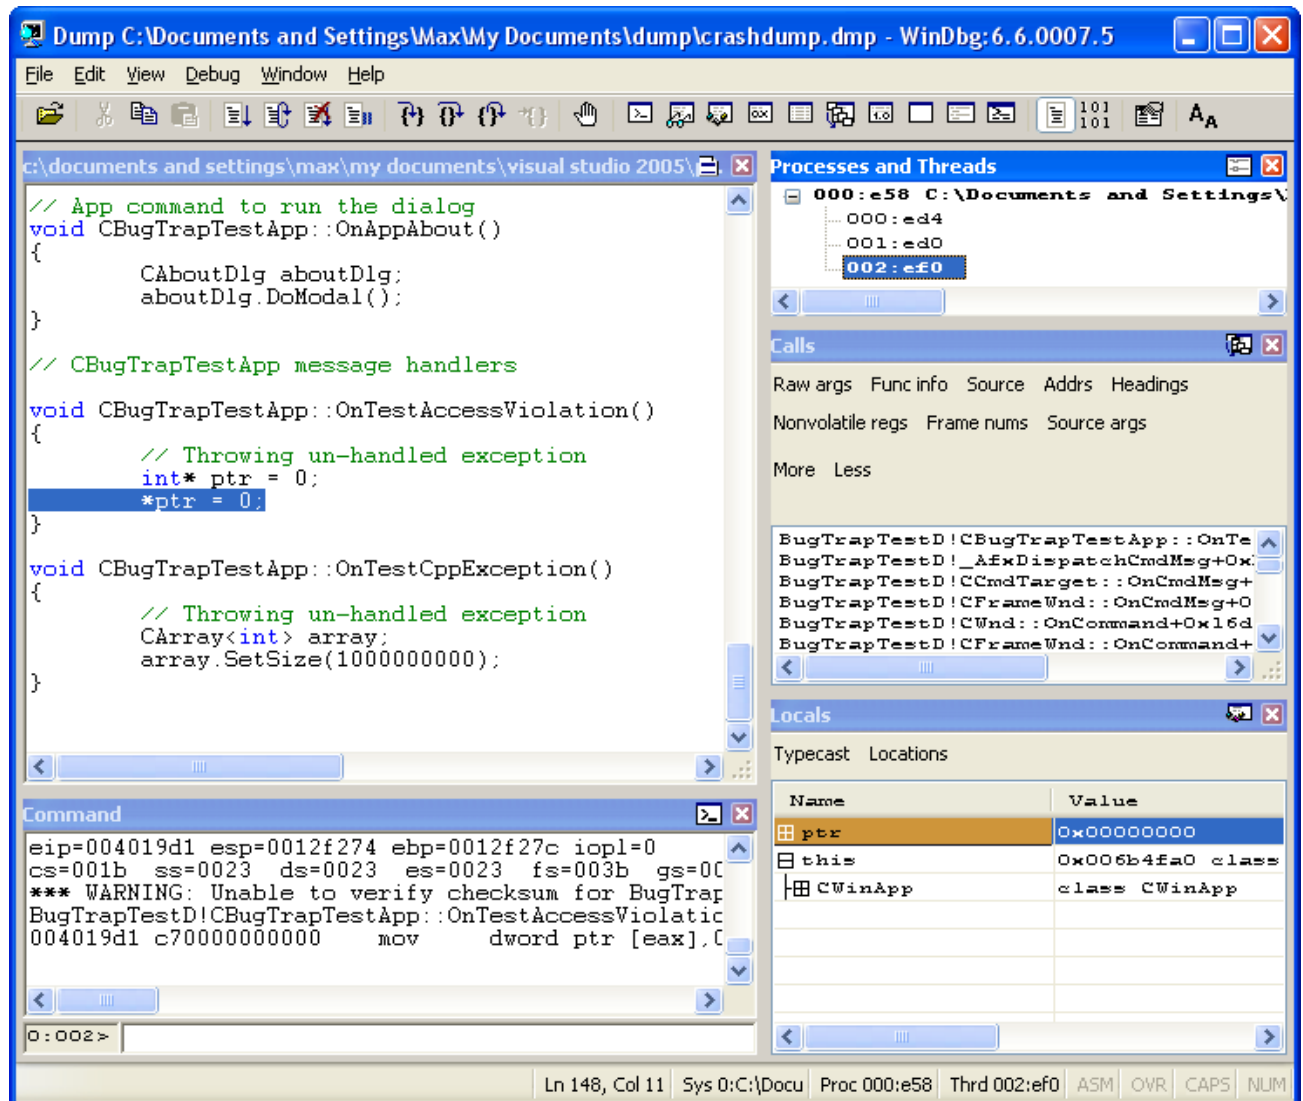 Dump C:\Documents and Settings\Max\My Documents\dump\crashdump.dmp - WinDbg:6.6.0007.5
File Edit View Debug Window Help
101
101
AA
c:\documents and settings\max\my documents\visual studio 2005\
// App command to run the dialog
void CBugTrapTestApp::OnAppAbout()
{
CAboutDlg aboutDlg;
aboutDlg.DoModal();
}
// CBugTrapTestApp message handlers
void CBugTrapTestApp::OnTestAccessViolation()
{
// Throwing un-handled exception
int* ptr = 0;
*ptr = 0;
}
void CBugTrapTestApp::OnTestCppException()
{
// Throwing un-handled exception
CArray<int> array;
array.SetSize(1000000000);
}
Command
eip=004019d1 esp=0012f274 ebp=0012f27c iopl=0
cs=001b ss=0023 ds=0023 es=0023 fs=003b gs=00
*** WARNING: Unable to verify checksum for BugTrap
BugTrapTestD!CBugTrapTestApp::OnTestAccessViolatio
004019d1 c70000000000 mov dword ptr [eax],0
0:002>
Processes and Threads
000:e58 C:\Documents and Settings\
000:ed4
001:ed0
002:ef0
Calls
Raw args Func info Source Addrs Headings
Nonvolatile regs Frame nums Source args
More Less
BugTrapTestD!CBugTrapTestApp::OnTe
BugTrapTestD!_AfxDispatchCmdMsg+0x
BugTrapTestD!CCmdTarget::OnCmdMsg+
BugTrapTestD!CFrameWnd::OnCmdMsg+0
BugTrapTestD!CWnd::OnCommand+0x16d
BugTrapTestD!CFrameWnd::OnCommand+
Locals
Typecast Locations
Name Value
ptr 0x00000000
this 0x006b4fa0 class
CWinApp class CWinApp
Ln 148, Col 11 Sys 0:C:\Docu Proc 000:e58 Thrd 002:ef0 ASM OVR CAPS NUM